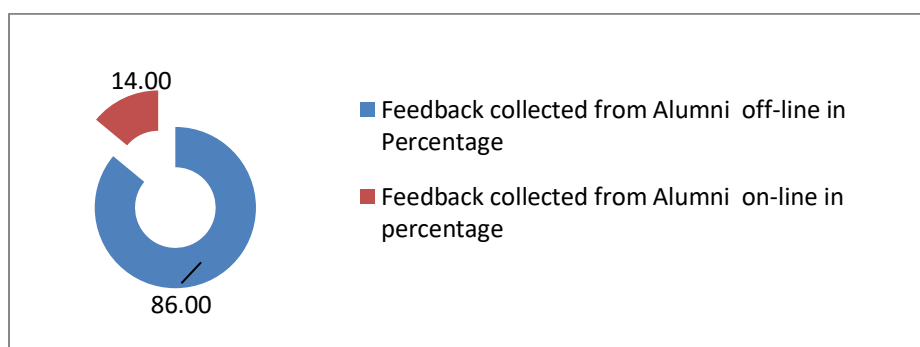 14.00
86.00
Feedback collected from Alumni  off-line in
Percentage
Feedback collected from Alumni  on-line in
percentage